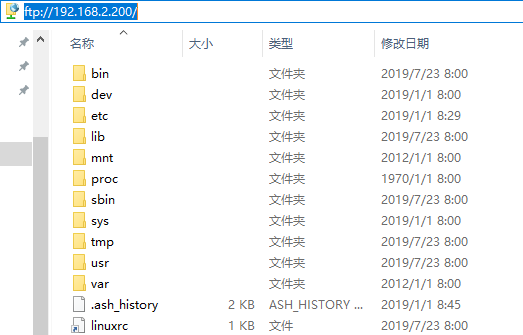 ftp://192.168.2.200/
名称 大小 类型 修改日期
bin 文件夹 2019/7/23 8:00
dev 文件夹 2019/1/1 8:00
etc 文件夹 2019/1/1 8:29
lib 文件夹 2019/7/23 8:00
mnt 文件夹 2012/1/1 8:00
proc 文件夹 1970/1/1 8:00
sbin 文件夹 2019/7/23 8:00
sys 文件夹 2019/1/1 8:00
tmp 文件夹 2019/7/23 8:00
usr 文件夹 2019/7/23 8:00
var 文件夹 2012/1/1 8:00
.ash_history 2 KB ASH_HISTORY ... 2019/1/1 8:45
linuxrc 1 KB 文件 2019/7/23 8:00